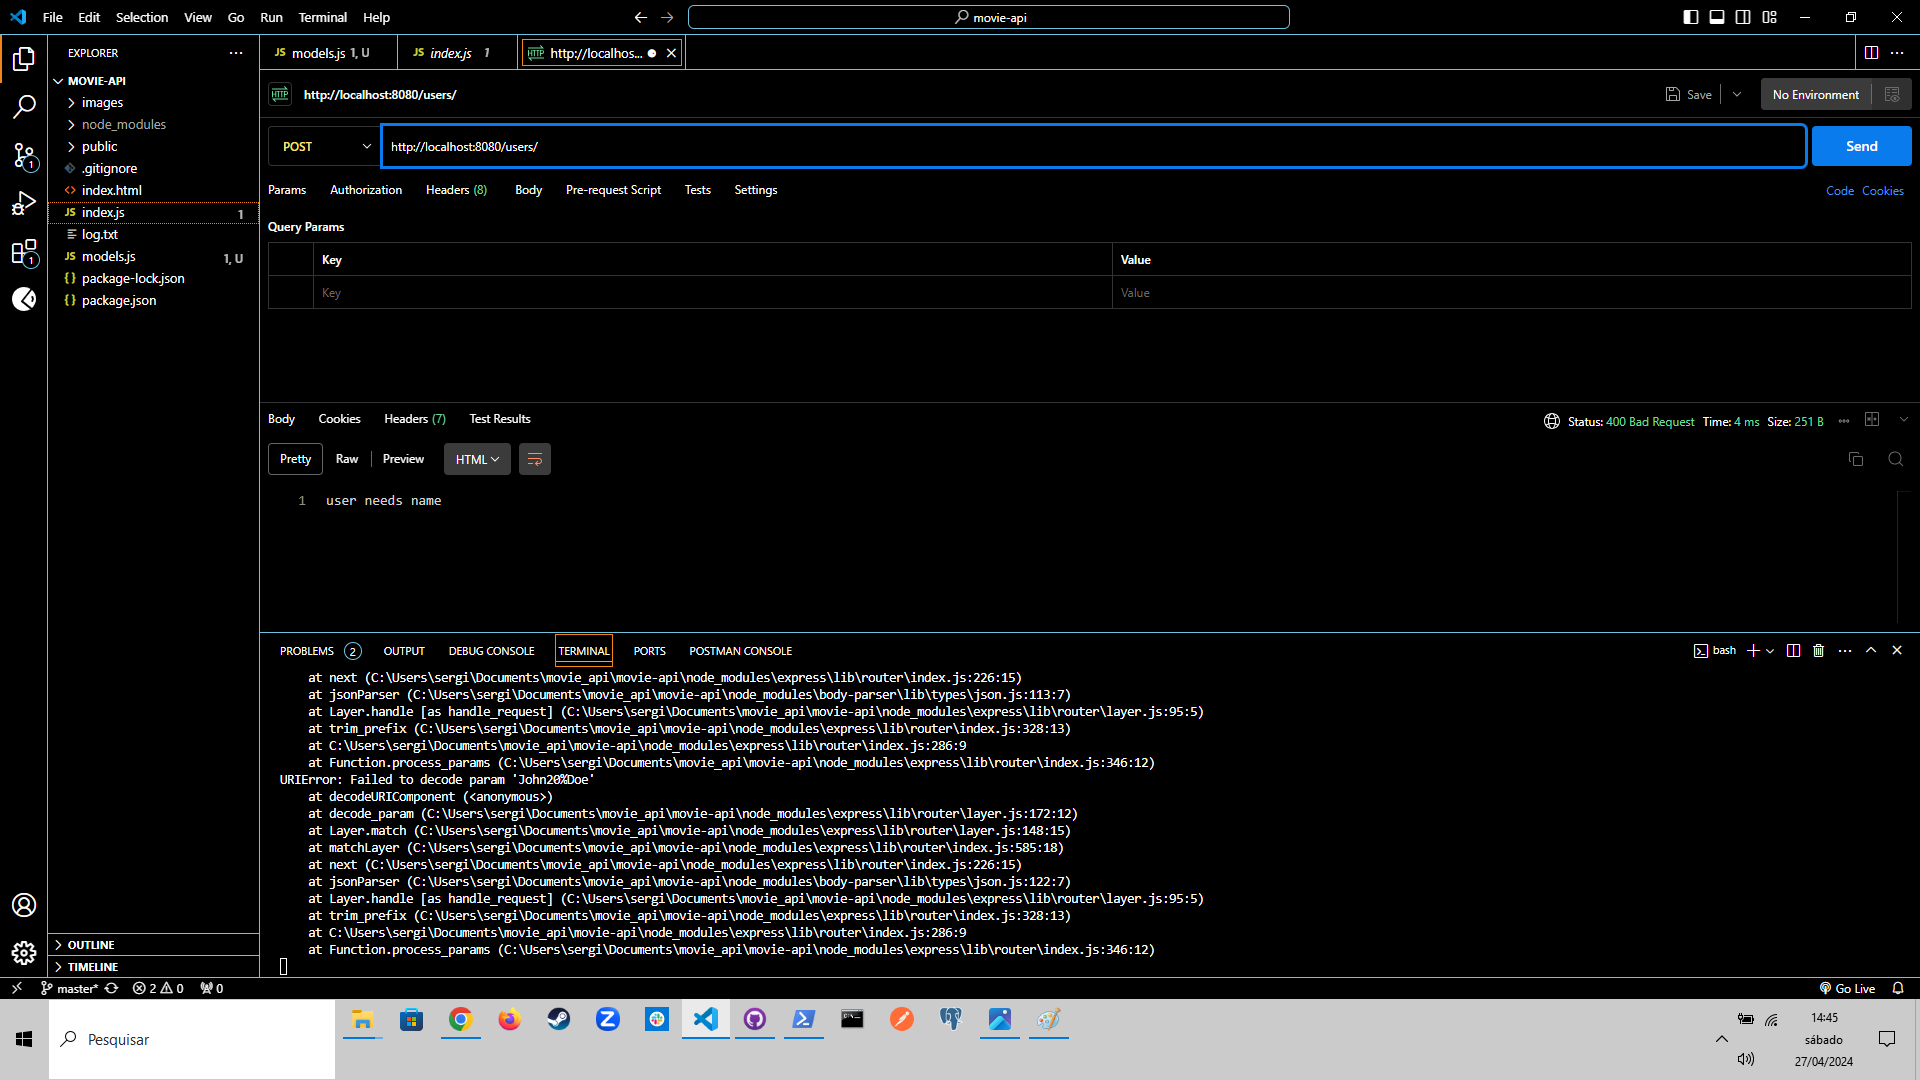 File Edit Selection View Go Run Terminal Help
movie-api
EXPLORER
MOVIE-API
images
node_modules
public
.gitignore
index.html
index.js 1
log.txt
models.js 1, U
package-lock.json
package.json
OUTLINE
TIMELINE
1
1
models.js 1, U
index.js 1
http://localhos...
http://localhost:8080/users/
Save
No Environment
POST
http://localhost:8080/users/
Send
Params Authorization Headers (8) Body Pre-request Script Tests Settings
Code Cookies
Query Params
Key Value
Key Value
Body Cookies Headers (7) Test Results
Status: 400 Bad Request Time: 4 ms Size: 251 B
Pretty Raw Preview HTML
1 user needs name
PROBLEMS 2 OUTPUT DEBUG CONSOLE TERMINAL PORTS POSTMAN CONSOLE
bash
at next (C:\Users\sergi\Documents\movie_api\movie-api\node_modules\express\lib\router\index.js:226:15)
at jsonParser (C:\Users\sergi\Documents\movie_api\movie-api\node_modules\body-parser\lib\types\json.js:113:7)
at Layer.handle [as handle_request] (C:\Users\sergi\Documents\movie_api\movie-api\node_modules\express\lib\router\layer.js:95:5)
at trim_prefix (C:\Users\sergi\Documents\movie_api\movie-api\node_modules\express\lib\router\index.js:328:13)
at C:\Users\sergi\Documents\movie_api\movie-api\node_modules\express\lib\router\index.js:286:9
at Function.process_params (C:\Users\sergi\Documents\movie_api\movie-api\node_modules\express\lib\router\index.js:346:12)
URIError: Failed to decode param 'John20%Doe'
at decodeURIComponent (<anonymous>)
at decode_param (C:\Users\sergi\Documents\movie_api\movie-api\node_modules\express\lib\router\layer.js:172:12)
at Layer.match (C:\Users\sergi\Documents\movie_api\movie-api\node_modules\express\lib\router\layer.js:148:15)
at matchLayer (C:\Users\sergi\Documents\movie_api\movie-api\node_modules\express\lib\router\index.js:585:18)
at next (C:\Users\sergi\Documents\movie_api\movie-api\node_modules\express\lib\router\index.js:226:15)
at jsonParser (C:\Users\sergi\Documents\movie_api\movie-api\node_modules\body-parser\lib\types\json.js:122:7)
at Layer.handle [as handle_request] (C:\Users\sergi\Documents\movie_api\movie-api\node_modules\express\lib\router\layer.js:95:5)
at trim_prefix (C:\Users\sergi\Documents\movie_api\movie-api\node_modules\express\lib\router\index.js:328:13)
at C:\Users\sergi\Documents\movie_api\movie-api\node_modules\express\lib\router\index.js:286:9
at Function.process_params (C:\Users\sergi\Documents\movie_api\movie-api\node_modules\express\lib\router\index.js:346:12)
master* 2 0 0
Go Live
Pesquisar
14:45
sábado
27/04/2024